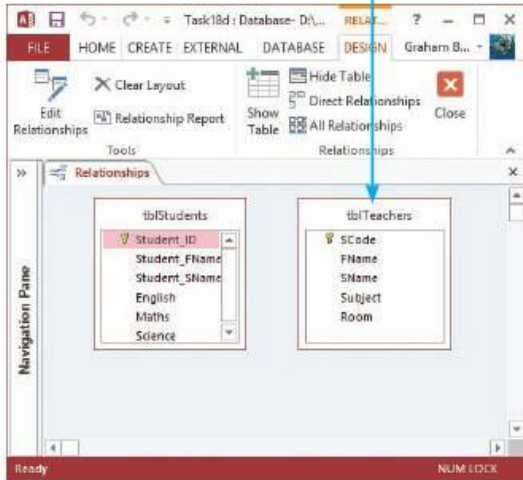 Task18d : Database- D:\... RELAT... ?
FILE HOME CREATE EXTERNAL DATABASE DESIGN Graham B...
Edit Relationships
Clear Layout
Relationship Report
Tools
Show Table
Hide Table
Direct Relationships
All Relationships
Relationships
Close
Relationships
Navigation Pane
tblStudents
Student_ID
Student_FName
Student_SName
English
Maths
Science
tblTeachers
SCode
FName
SName
Subject
Room
Ready NUM LOCK